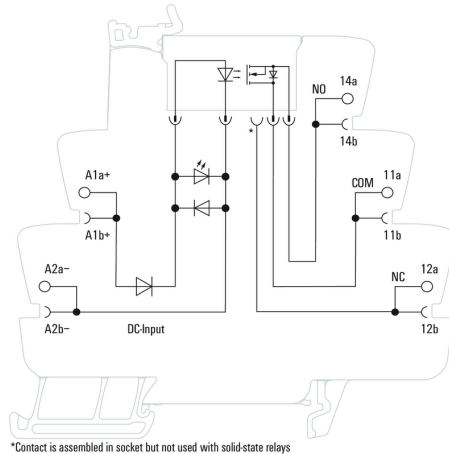 14a
NO
14b
*
A1a+
COM
11a
A1b+
11b
A2a−
NC
12a
A2b−
DC-Input
12b
*Contact is assembled in socket but not used with solid-state relays